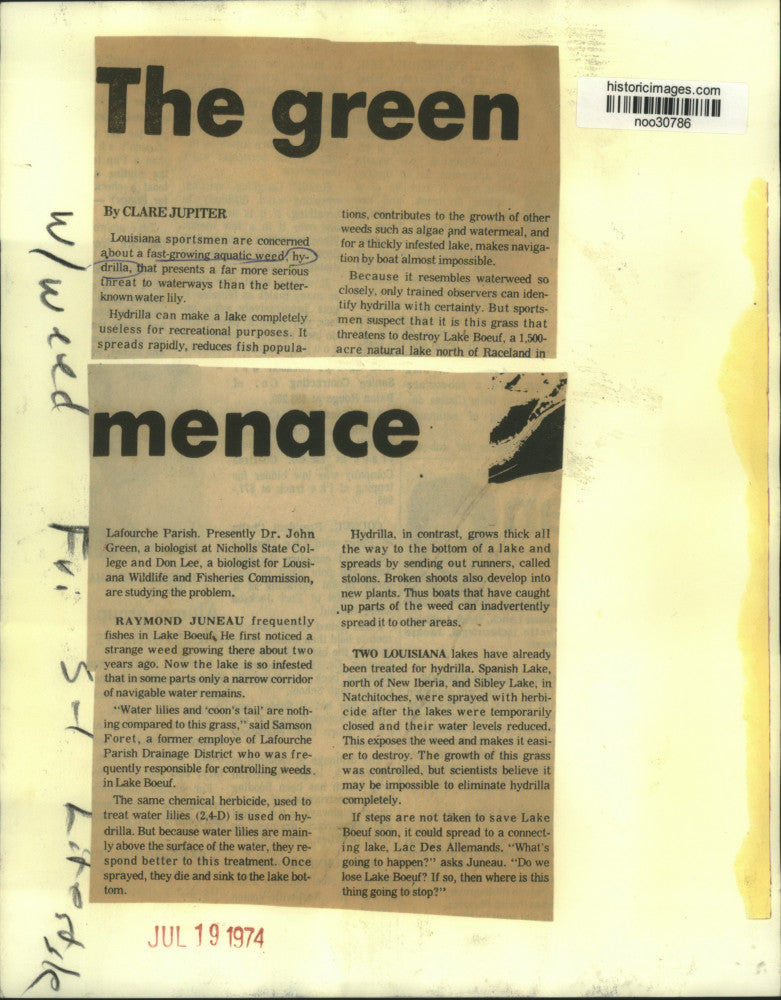 historicimages.com
noo30786
The green
By CLARE JUPITER
Louisiana sportsmen are concerned
about a fast-growing aquatic weed, hy-
drilla, that presents a far more serious
threat to waterways than the better-
known water lily.
Hydrilla can make a lake completely
useless for recreational purposes. It
spreads rapidly, reduces fish popula-
tions, contributes to the growth of other
weeds such as algae and watermeal, and
for a thickly infested lake, makes naviga-
tion by boat almost impossible.
Because it resembles waterweed so
closely, only trained observers can iden-
tify hydrilla with certainty. But sports-
men suspect that it is this grass that
threatens to destroy Lake Boeuf, a 1,500-
acre natural lake north of Raceland in
menace
Lafourche Parish. Presently Dr. John
Green, a biologist at Nicholls State Col-
lege and Don Lee, a biologist for Lousi-
ana Wildlife and Fisheries Commission,
are studying the problem.
RAYMOND JUNEAU frequently
fishes in Lake Boeuf. He first noticed a
strange weed growing there about two
years ago. Now the lake is so infested
that in some parts only a narrow corridor
of navigable water remains.
"Water lilies and 'coon's tail' are noth-
ing compared to this grass," said Samson
Foret, a former employe of Lafourche
Parish Drainage District who was fre-
quently responsible for controlling weeds
in Lake Boeuf.
The same chemical herbicide, used to
treat water lilies (2,4-D) is used on hy-
drilla. But because water lilies are main-
ly above the surface of the water, they re-
spond better to this treatment. Once
sprayed, they die and sink to the lake bot-
tom.
Hydrilla, in contrast, grows thick all
the way to the bottom of a lake and
spreads by sending out runners, called
stolons. Broken shoots also develop into
new plants. Thus boats that have caught
up parts of the weed can inadvertently
spread it to other areas.
TWO LOUISIANA lakes have already
been treated for hydrilla. Spanish Lake,
north of New Iberia, and Sibley Lake, in
Natchitoches, were sprayed with herbi-
cide after the lakes were temporarily
closed and their water levels reduced.
This exposes the weed and makes it easi-
er to destroy. The growth of this grass
was controlled, but scientists believe it
may be impossible to eliminate hydrilla
completely.
If steps are not taken to save Lake
Boeuf soon, it could spread to a connect-
ing lake, Lac Des Allemands. "What's
going to happen?" asks Juneau. "Do we
lose Lake Boeuf? If so, then where is this
thing going to stop?"
JUL 19 1974
w/weed Fri S-1 Lifestyle